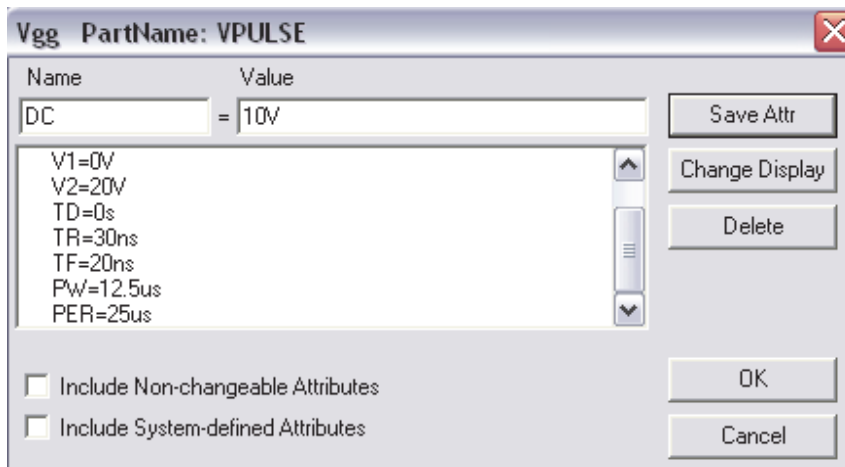 Vgg PartName: VPULSE
Name Value
DC = 10V
Save Attr
V1=0V
V2=20V
TD=0s
TR=30ns
TF=20ns
PW=12.5us
PER=25us
Change Display
Delete
Include Non-changeable Attributes
Include System-defined Attributes
OK
Cancel